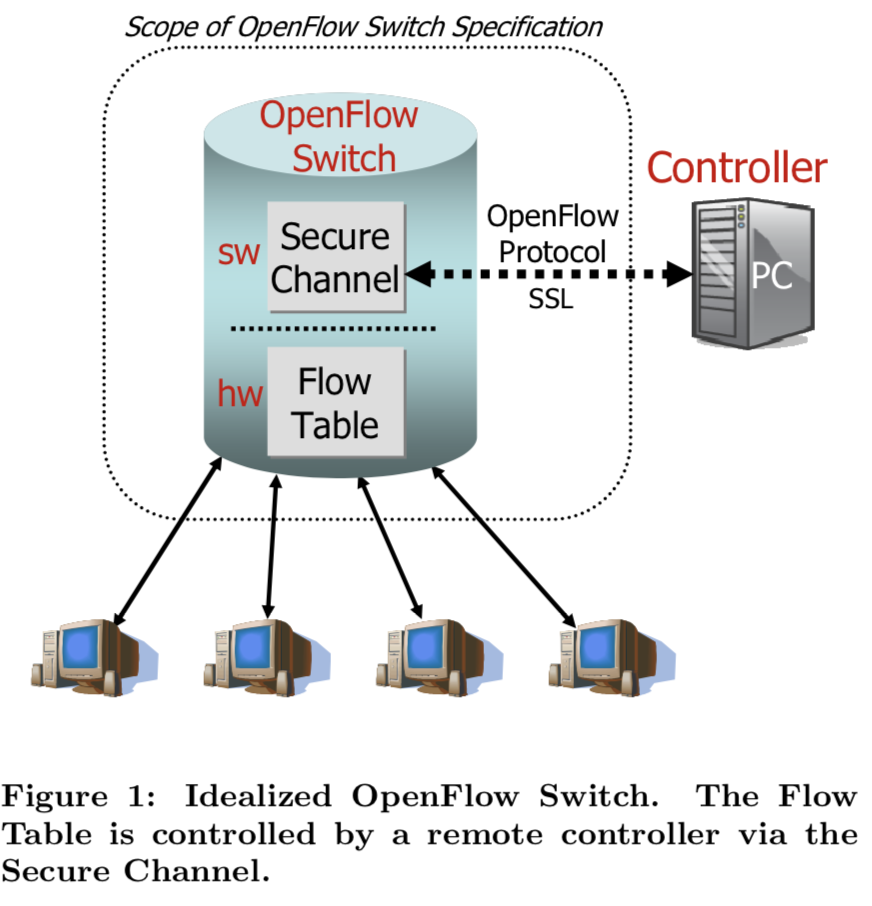 Scope of OpenFlow Switch Specification
OpenFlow
Switch
Controller
sw
Secure
Channel
OpenFlow
Protocol
SSL
PC
hw
Flow
Table
Figure 1: Idealized OpenFlow Switch. The Flow
Table is controlled by a remote controller via the
Secure Channel.